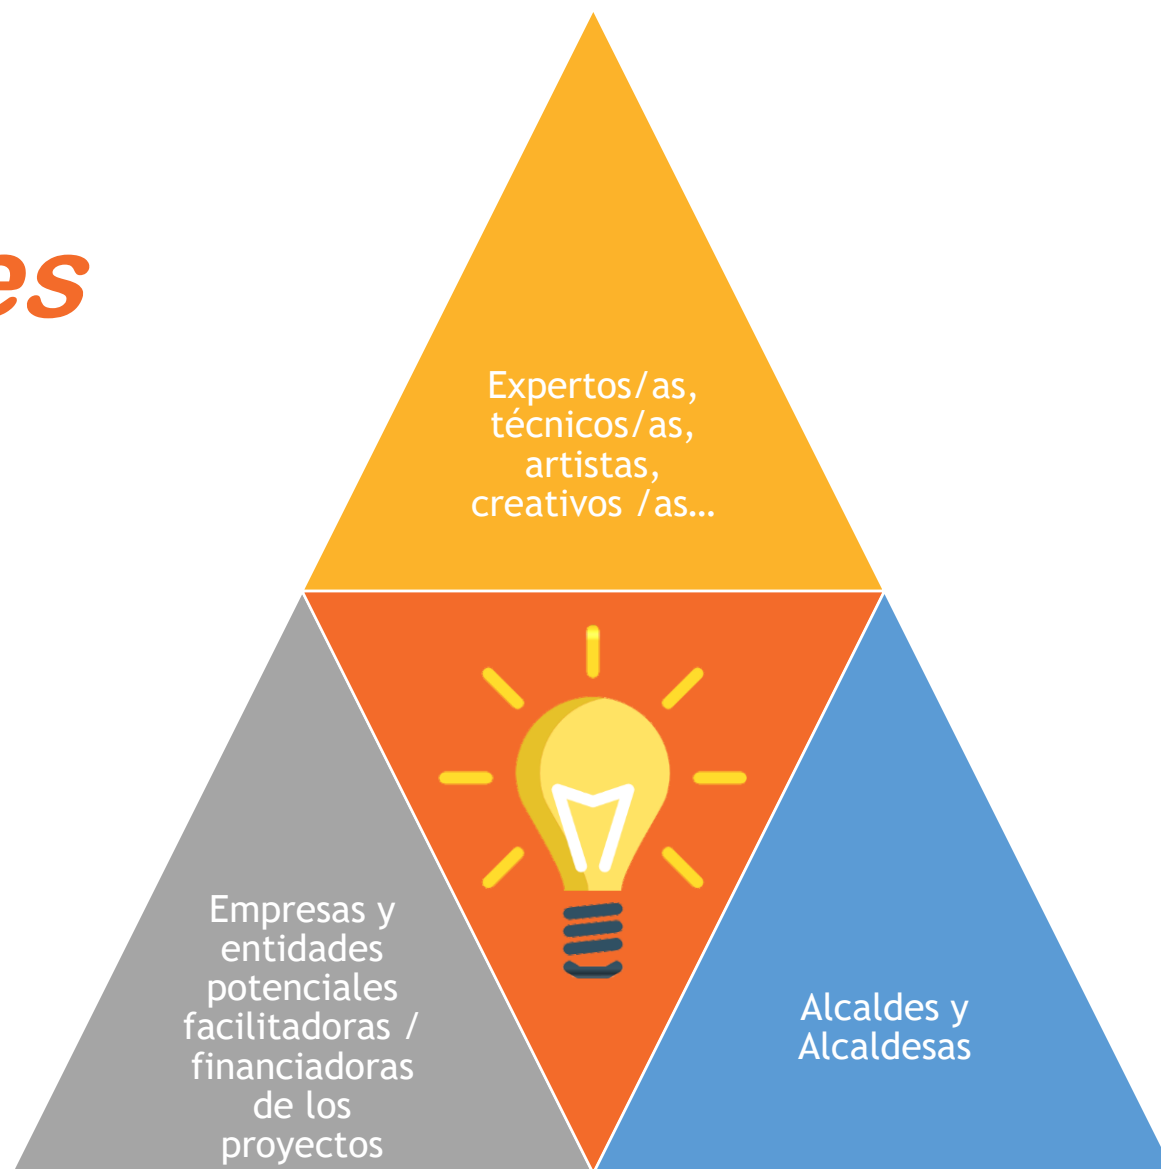 es
Expertos/as,
técnicos/as,
artistas,
creativos /as…
Empresas y
entidades
potenciales
facilitadoras /
financiadoras
de los
proyectos
Alcaldes y
Alcaldesas